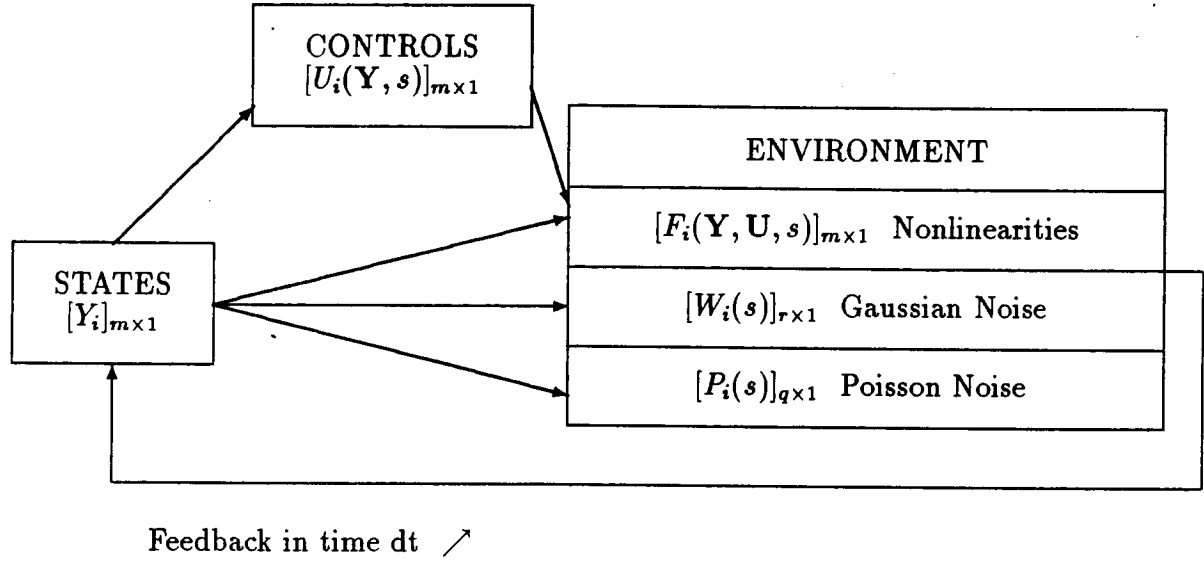 CONTROLS
[U_i(Y, s)]_{m×1}
ENVIRONMENT
[F_i(Y, U, s)]_{m×1} Nonlinearities
STATES
[Y_i]_{m×1}
[W_i(s)]_{r×1} Gaussian Noise
[P_i(s)]_{q×1} Poisson Noise
Feedback in time dt ↗